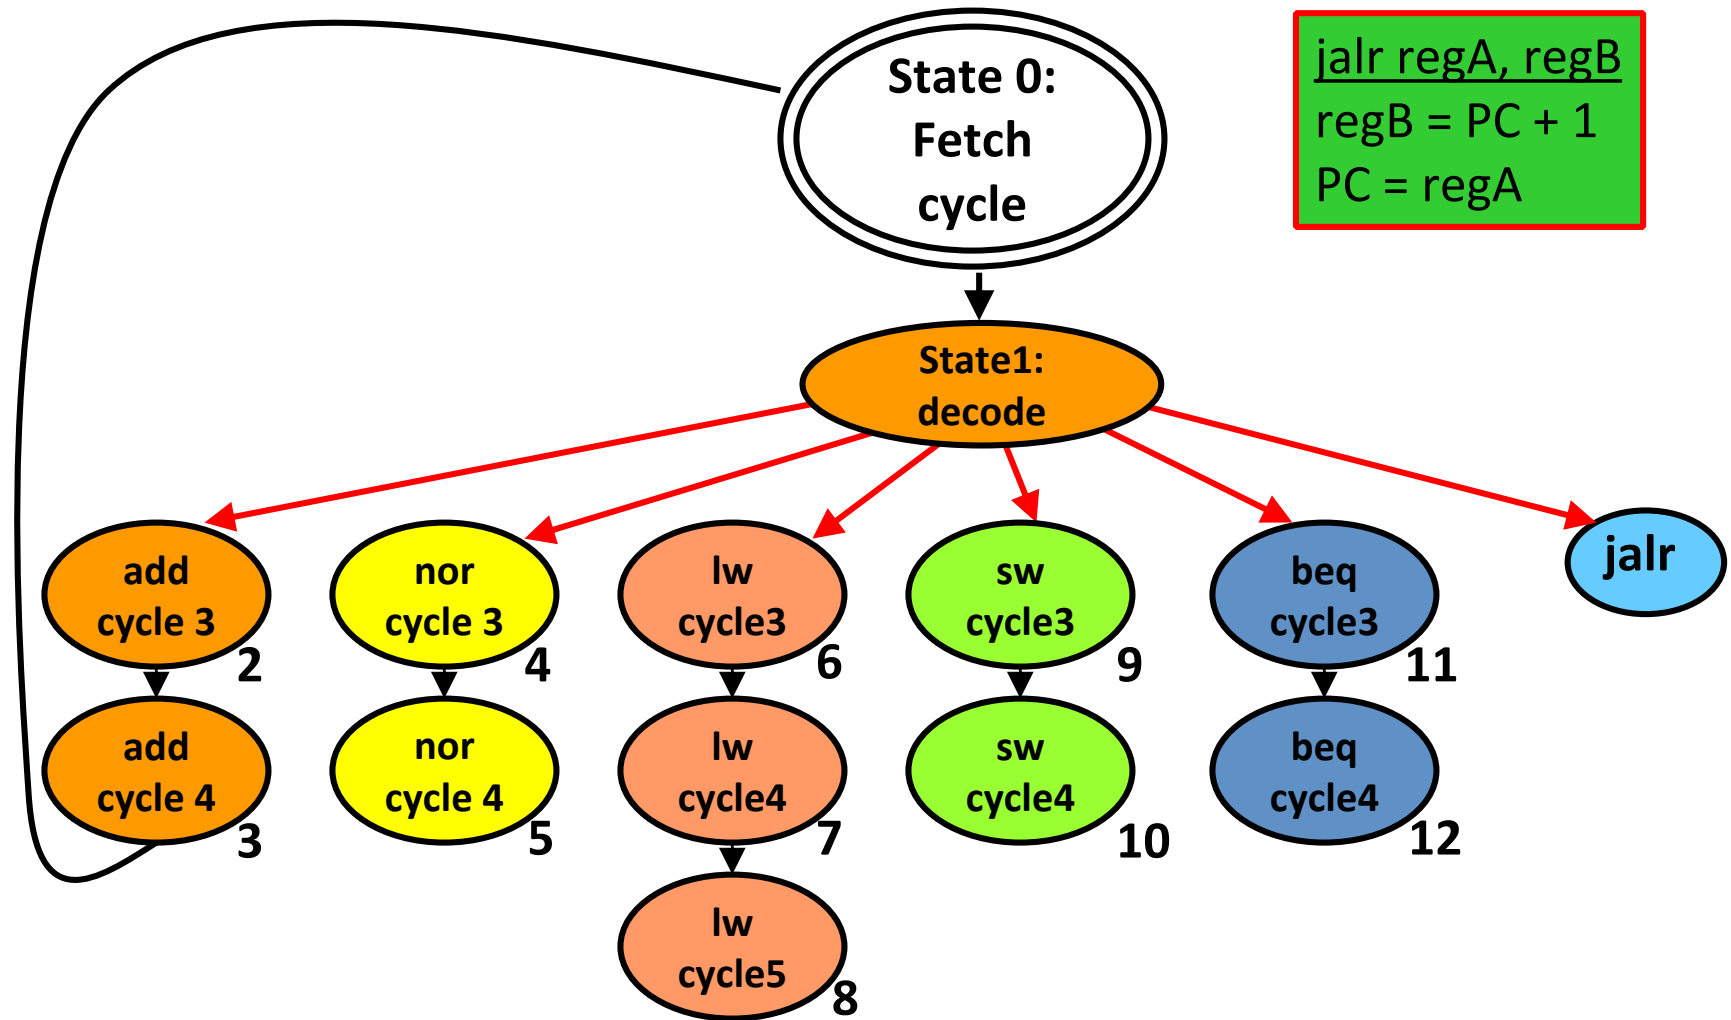 State 0:
Fetch
cycle
jalr regA, regB
regB = PC + 1
PC = regA
State1:
decode
add
cycle 3
2
nor
cycle 3
4
lw
cycle3
6
sw
cycle3
9
beq
cycle3
11
jalr
add
cycle 4
3
nor
cycle 4
5
lw
cycle4
7
sw
cycle4
10
beq
cycle4
12
lw
cycle5
8